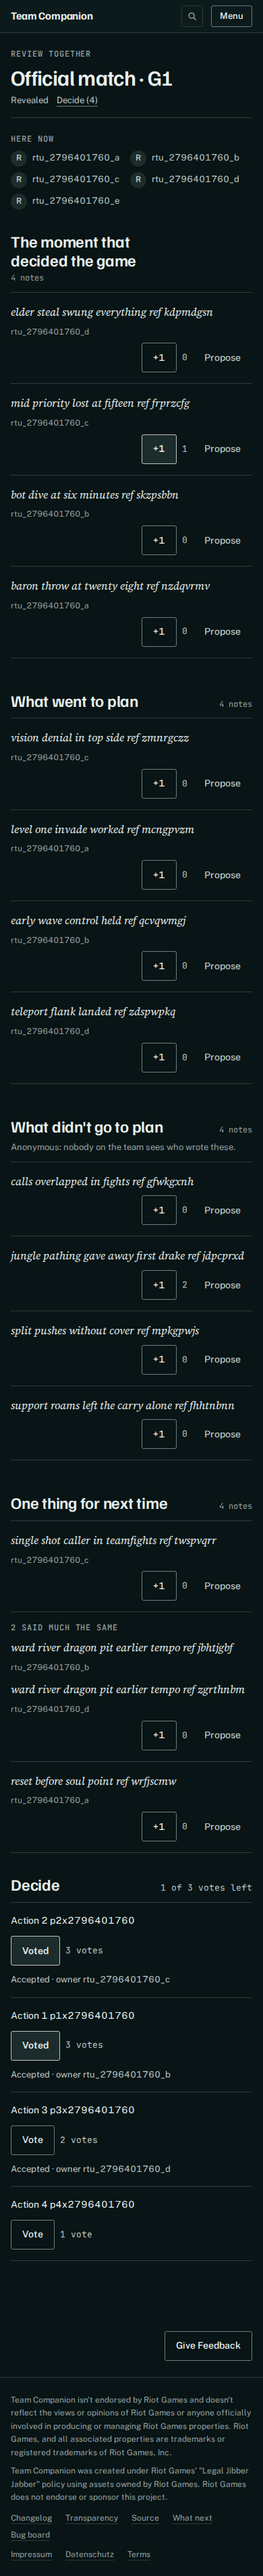 Team Companion
Menu
REVIEW TOGETHER
Official match · G1
Revealed Decide (4)
HERE NOW
R rtu_2796401760_a R rtu_2796401760_b
R rtu_2796401760_c R rtu_2796401760_d
R rtu_2796401760_e
The moment that
decided the game
4 notes
elder steal swung everything ref kdpmdgsn
rtu_2796401760_d
+1 0 Propose
mid priority lost at fifteen ref frprzcfg
rtu_2796401760_c
+1 1 Propose
bot dive at six minutes ref skzpsbbn
rtu_2796401760_b
+1 0 Propose
baron throw at twenty eight ref nzdqvrmv
rtu_2796401760_a
+1 0 Propose
What went to plan 4 notes
vision denial in top side ref zmnrgczz
rtu_2796401760_c
+1 0 Propose
level one invade worked ref mcngpvzm
rtu_2796401760_a
+1 0 Propose
early wave control held ref qcvqwmgj
rtu_2796401760_b
+1 0 Propose
teleport flank landed ref zdspwpkq
rtu_2796401760_d
+1 0 Propose
What didn't go to plan 4 notes
Anonymous: nobody on the team sees who wrote these.
calls overlapped in fights ref gfwkgxnh
+1 0 Propose
jungle pathing gave away first drake ref jdpcprxd
+1 2 Propose
split pushes without cover ref mpkgpwjs
+1 0 Propose
support roams left the carry alone ref fhhtnbnn
+1 0 Propose
One thing for next time 4 notes
single shot caller in teamfights ref twspvqrr
rtu_2796401760_c
+1 0 Propose
2 SAID MUCH THE SAME
ward river dragon pit earlier tempo ref jbhtjgbf
rtu_2796401760_b
ward river dragon pit earlier tempo ref zgrthnbm
rtu_2796401760_d
+1 0 Propose
reset before soul point ref wrfjscmw
rtu_2796401760_a
+1 0 Propose
Decide 1 of 3 votes left
Action 2 p2x2796401760
Voted 3 votes
Accepted · owner rtu_2796401760_c
Action 1 p1x2796401760
Voted 3 votes
Accepted · owner rtu_2796401760_b
Action 3 p3x2796401760
Vote 2 votes
Accepted · owner rtu_2796401760_d
Action 4 p4x2796401760
Vote 1 vote
Give Feedback
Team Companion isn't endorsed by Riot Games and doesn't
reflect the views or opinions of Riot Games or anyone officially
involved in producing or managing Riot Games properties. Riot
Games, and all associated properties are trademarks or
registered trademarks of Riot Games, Inc.
Team Companion was created under Riot Games' "Legal Jibber
Jabber" policy using assets owned by Riot Games. Riot Games
does not endorse or sponsor this project.
Changelog Transparency Source What next
Bug board
Impressum Datenschutz Terms